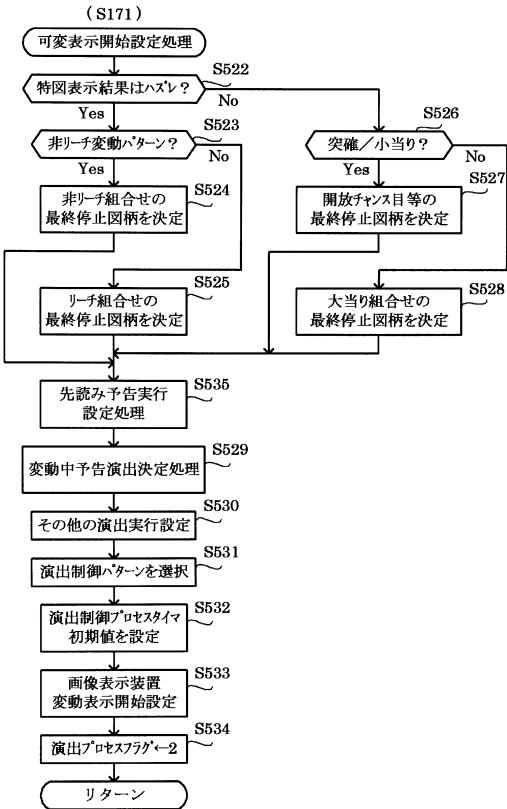 (S171)
可変表示開始設定処理
S522
特図表示結果はハズレ？
Yes
No
S523
非リーチ変動パターン？
Yes
No
S524
非リーチ組合せの
最終停止図柄を決定
S525
リーチ組合せの
最終停止図柄を決定
S526
突確／小当り？
Yes
No
S527
開放チャンス目等の
最終停止図柄を決定
S528
大当り組合せの
最終停止図柄を決定
S535
先読み予告実行
設定処理
S529
変動中予告演出決定処理
S530
その他の演出実行設定
S531
演出制御パターンを選択
S532
演出制御プロセスタイマ
初期値を設定
S533
画像表示装置
変動表示開始設定
S534
演出プロセスフラグ←2
リターン